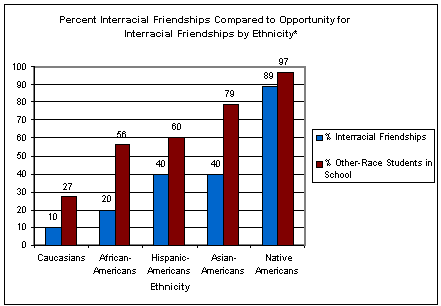 Percent Interracial Friendships Compared to Opportunity for
Interracial Friendships by Ethnicity*
100
90
80
70
60
50
40
30
20
10
0
10
27
20
56
40
60
40
79
89
97
Caucasians
African-
Americans
Hispanic-
Americans
Asian-
Americans
Native
Americans
Ethnicity
% Interracial Friendships
% Other-Race Students in
School